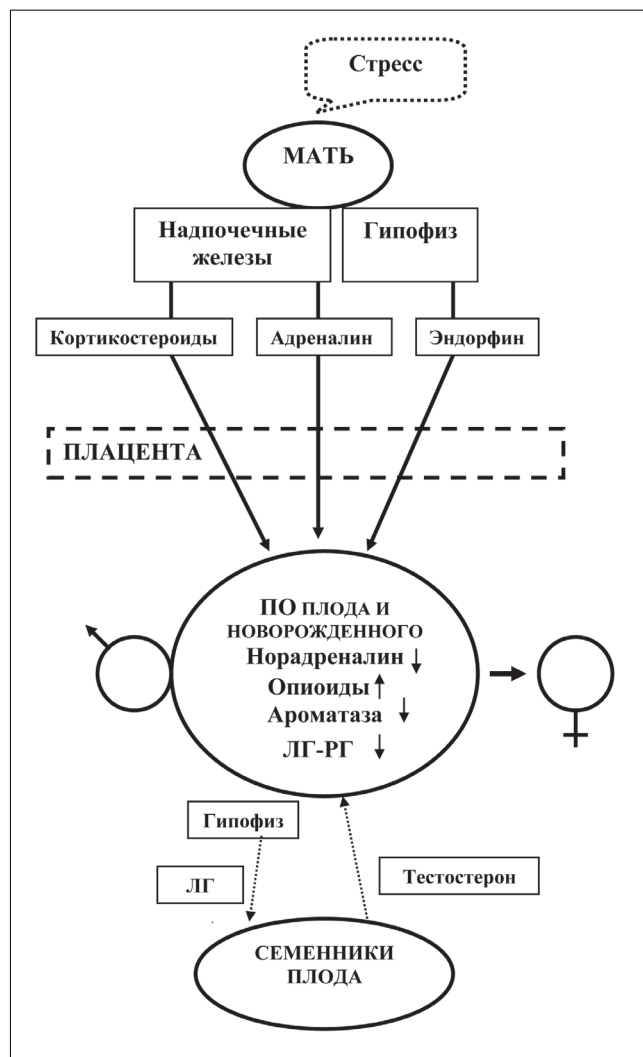 Стресс
МАТЬ
Надпочечные
железы
Гипофиз
Кортикостероиды
Адреналин
Эндорфин
ПЛАЦЕНТА
ПО ПЛОДА И
НОВОРОЖДЕННОГО
Норадреналин ↓
Опиоиды ↑
Ароматаза ↓
ЛГ-РГ ↓
Гипофиз
ЛГ
Тестостерон
СЕМЕННИКИ
ПЛОДА